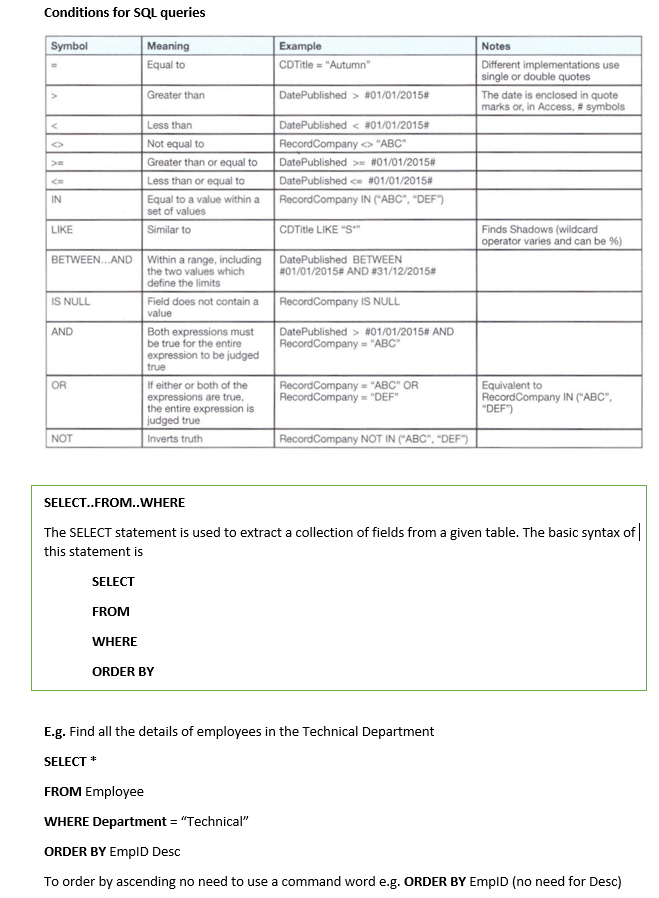 Conditions for SQL queries
Symbol Meaning Example Notes
= Equal to CDTitle = "Autumn" Different implementations use
single or double quotes
> Greater than DatePublished > #01/01/2015# The date is enclosed in quote
marks or, in Access, # symbols
< Less than DatePublished < #01/01/2015#
<> Not equal to RecordCompany <> "ABC"
>= Greater than or equal to DatePublished >= #01/01/2015#
<= Less than or equal to DatePublished <= #01/01/2015#
IN Equal to a value within a RecordCompany IN ("ABC", "DEF")
set of values
LIKE Similar to CDTitle LIKE "S*" Finds Shadows (wildcard
operator varies and can be %)
BETWEEN...AND Within a range, including DatePublished BETWEEN
the two values which #01/01/2015# AND #31/12/2015#
define the limits
IS NULL Field does not contain a RecordCompany IS NULL
value
AND Both expressions must DatePublished > #01/01/2015# AND
be true for the entire RecordCompany = "ABC"
expression to be judged
true
OR If either or both of the RecordCompany = "ABC" OR Equivalent to
expressions are true, RecordCompany = "DEF" RecordCompany IN ("ABC",
the entire expression is "DEF")
judged true
NOT Inverts truth RecordCompany NOT IN ("ABC", "DEF")
SELECT..FROM..WHERE
The SELECT statement is used to extract a collection of fields from a given table. The basic syntax of
this statement is
SELECT
FROM
WHERE
ORDER BY
E.g. Find all the details of employees in the Technical Department
SELECT *
FROM Employee
WHERE Department = “Technical”
ORDER BY EmpID Desc
To order by ascending no need to use a command word e.g. ORDER BY EmpID (no need for Desc)